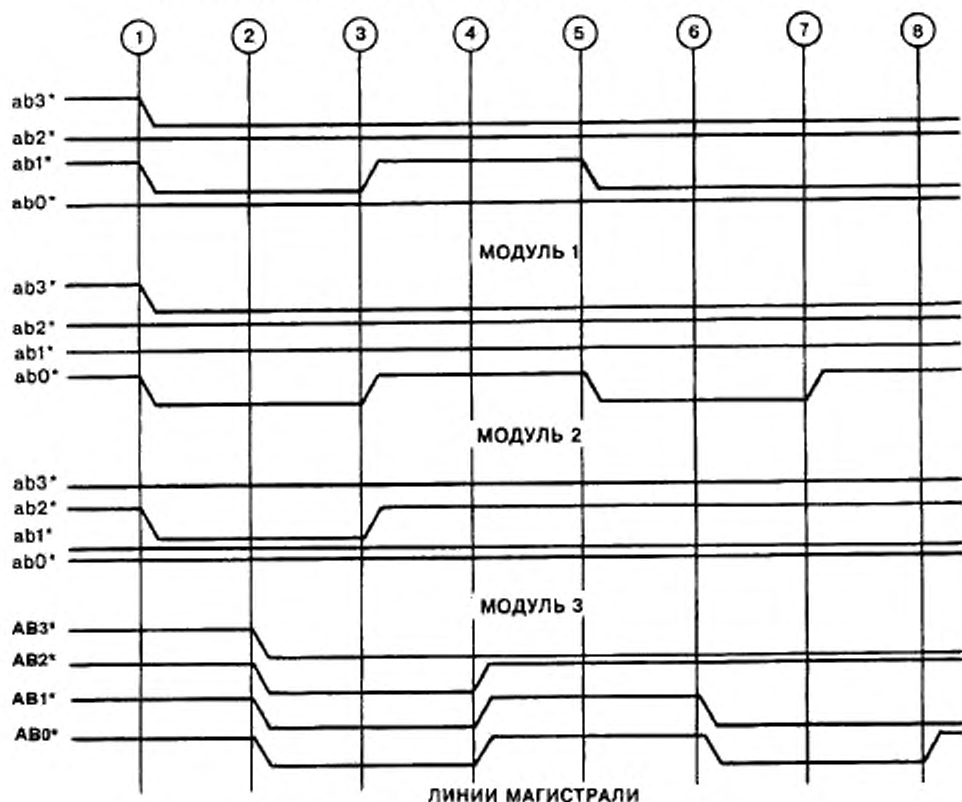 1 2 3 4 5 6 7 8
ab3*
ab2*
ab1*
ab0*
МОДУЛЬ 1
ab3*
ab2*
ab1*
ab0*
МОДУЛЬ 2
ab3*
ab2*
ab1*
ab0*
МОДУЛЬ 3
AB3*
AB2*
AB1*
AB0*
ЛИНИИ МАГИСТРАЛИ